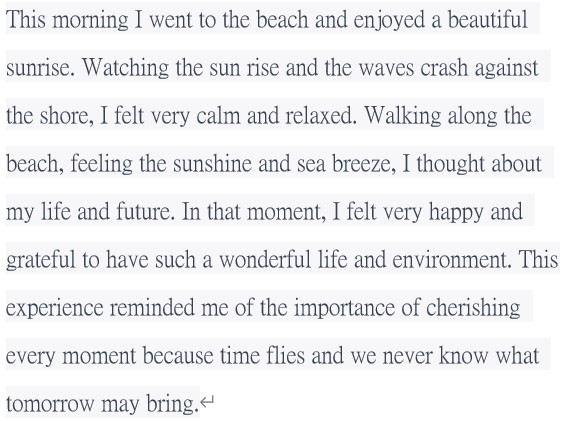 This morning I went to the beach and enjoyed a beautiful
sunrise. Watching the sun rise and the waves crash against
the shore, I felt very calm and relaxed. Walking along the
beach, feeling the sunshine and sea breeze, I thought about
my life and future. In that moment, I felt very happy and
grateful to have such a wonderful life and environment. This
experience reminded me of the importance of cherishing
every moment because time flies and we never know what
tomorrow may bring.↵